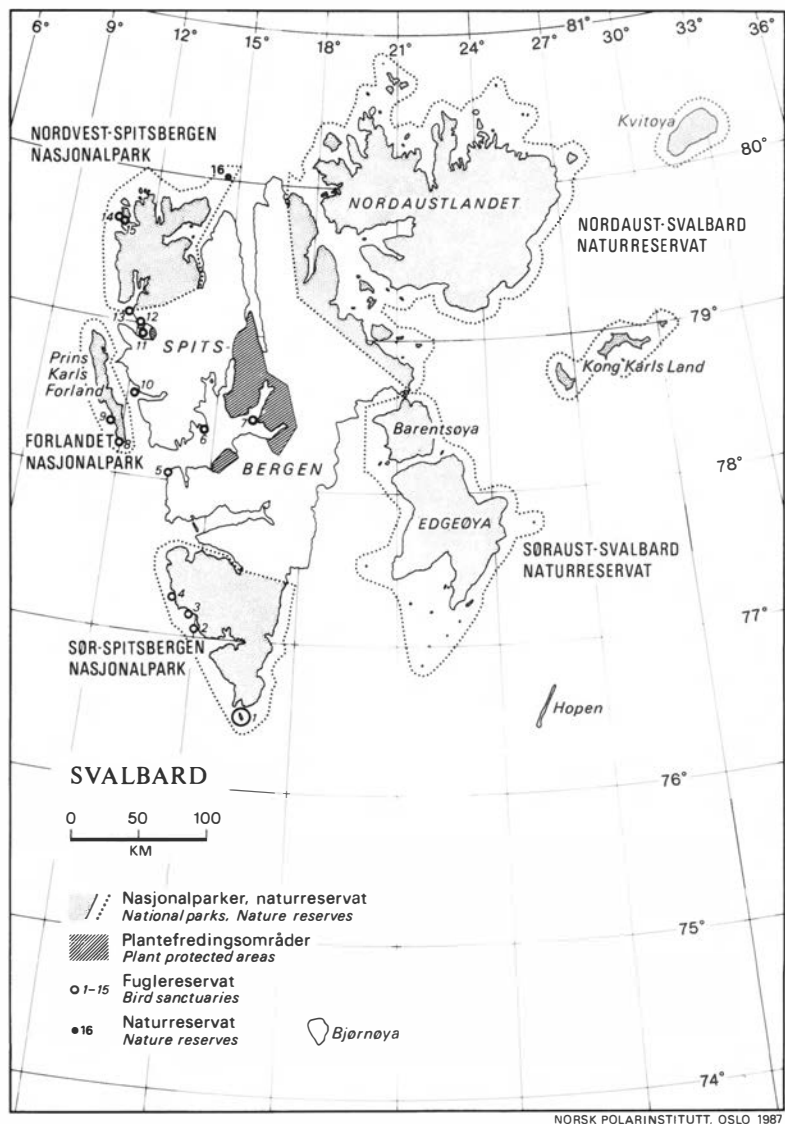 6° 9° 12° 15° 18° 21° 24° 27° 81° 30° 33° 36°
Kvitøya
80°
NORDVEST-SPITSBERGEN
NASJONALPARK
16
NORDAUSTLANDET
14
15
NORDAUST-SVALBARD
NATURRESERVAT
79°
13 12
11
SPITS-
Prins
Karls
Forland
Kong Karls Land
10
9
7
6
Barentsøya
FORLANDET
NASJONALPARK
8
78°
5
BERGEN
EDGEØYA
SØRAUST-SVALBARD
NATURRESERVAT
4
3
2
77°
SØR-SPITSBERGEN
NASJONALPARK
1
Hopen
SVALBARD
76°
0 50 100
KM
Nasjonalparker, naturreservat
National parks, Nature reserves
75°
Plantefredingsområder
Plant protected areas
1–15 Fuglereservat
Bird sanctuaries
16 Naturreservat
Nature reserves
Bjørnøya
74°
NORSK POLARINSTITUTT, OSLO 1987